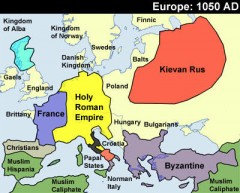 Europe: 1050 AD
Kingdom of Alba
Kingdom of Norway
Finnic
Swedes
Danish Kingdom
Balts
Kievan Rus
Gaels
England
Poland
Holy Roman Empire
Brittany
France
Hungary
Bulgarians
Croatia
Christians
Papal States
Byzantine
Muslim Hispania
Muslim Caliphate
Norman Italy
Muslim Caliphate